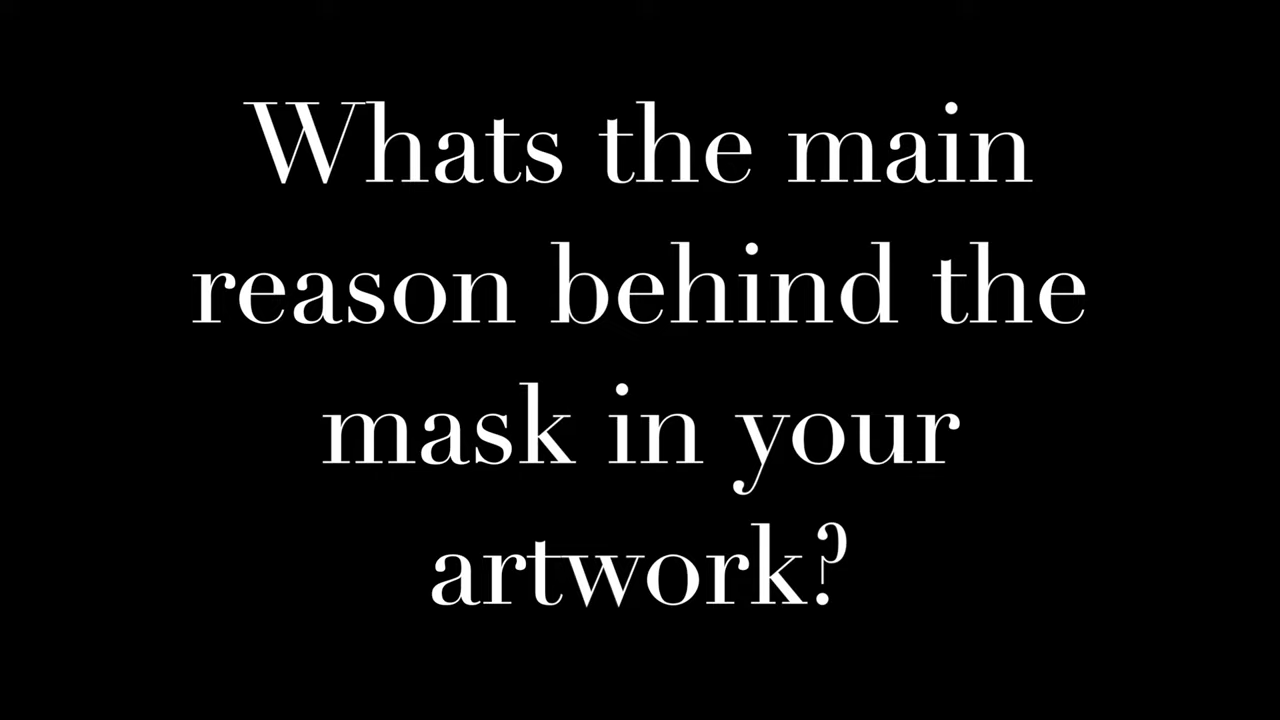 Whats the main
reason behind the
mask in your
artwork?